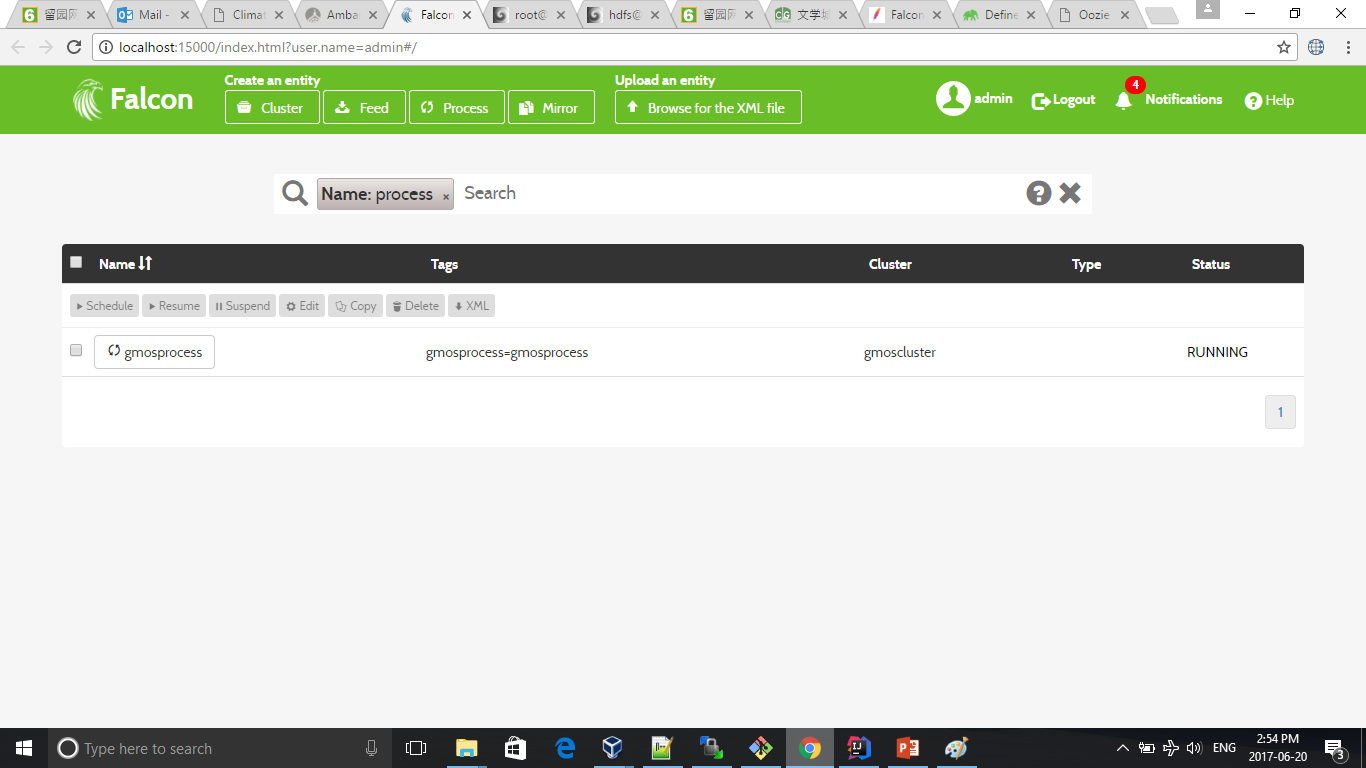 留园网 Mail - Climat Ambar Falcon root@ hdfs@ 留园网 文学城 Falcon Define Oozie
localhost:15000/index.html?user.name=admin#/
Falcon
Create an entity
Cluster Feed Process Mirror
Upload an entity
Browse for the XML file
admin Logout 4 Notifications Help
Name: process × Search
Name Tags Cluster Type Status
Schedule Resume Suspend Edit Copy Delete XML
gmosprocess gmosprocess=gmosprocess gmoscluster RUNNING
1
Type here to search
ENG 2:54 PM
2017-06-20 3